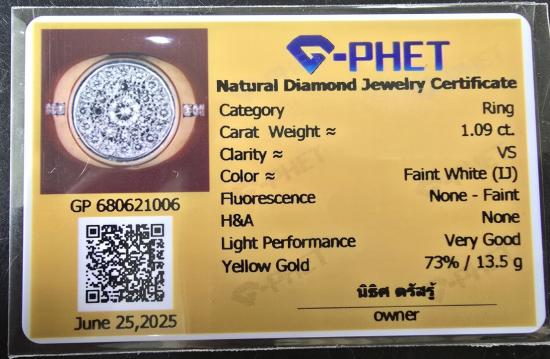 G-PHET
Natural Diamond Jewelry Certificate
Category Ring
Carat Weight ≈ 1.09 ct.
Clarity ≈ VS
Color ≈ Faint White (IJ)
Fluorescence None - Faint
H&A None
Light Performance Very Good
Yellow Gold 73% / 13.5 g
นิธิศ ตรัสรู้
owner
GP 680621006
June 25,2025